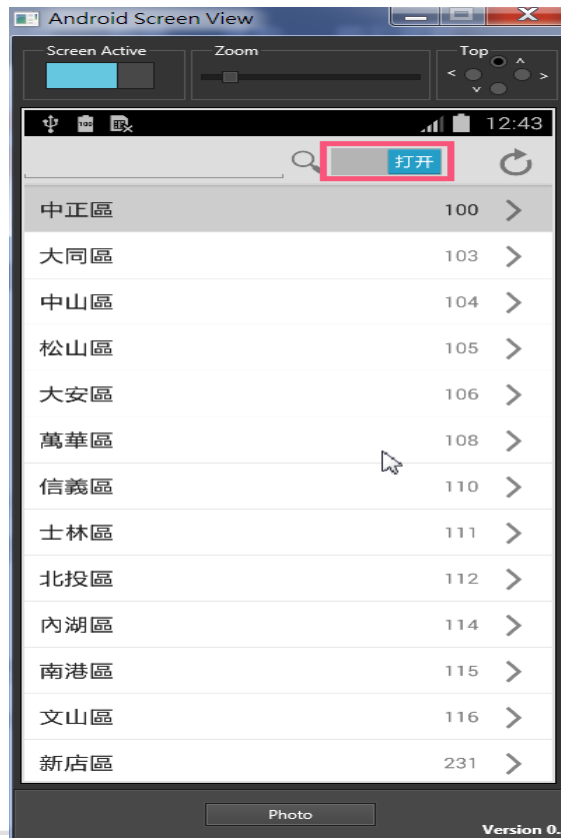 Android Screen View
Screen Active
Zoom
Top
100
12:43
打开
中正區 100
大同區 103
中山區 104
松山區 105
大安區 106
萬華區 108
信義區 110
士林區 111
北投區 112
內湖區 114
南港區 115
文山區 116
新店區 231
Photo
Version 0.